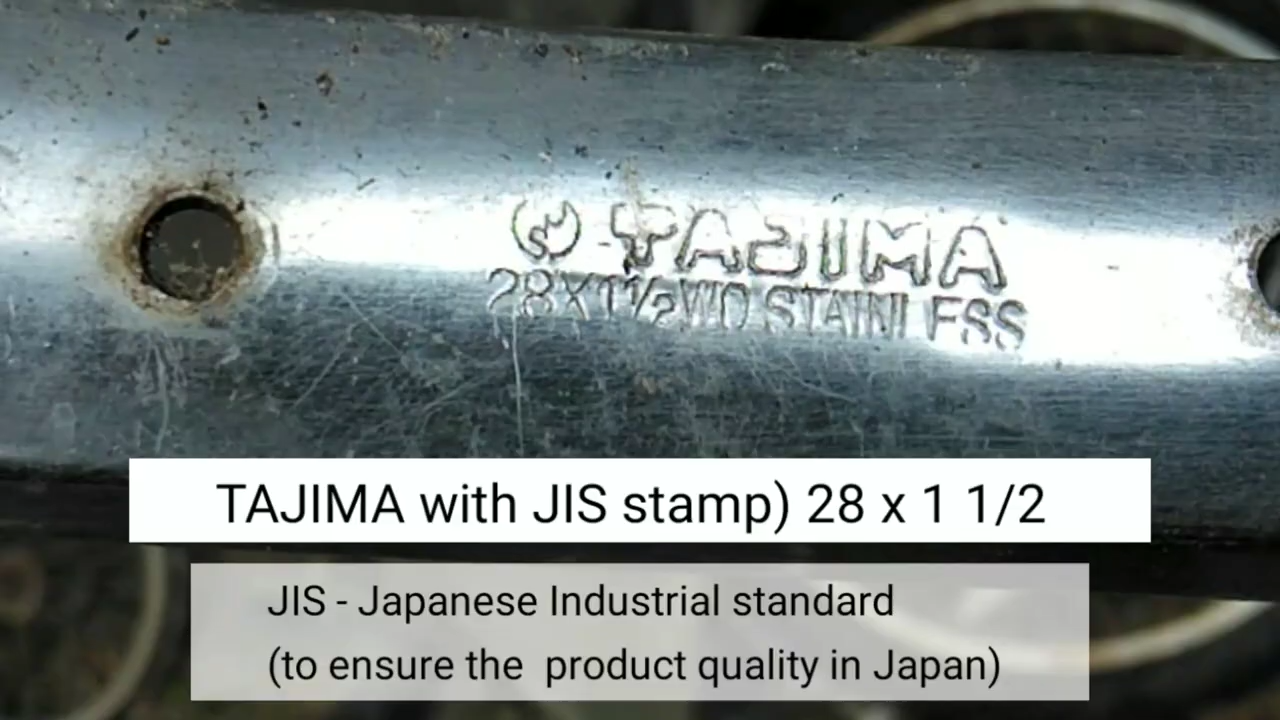 TAJIMA
28X1½WO STAINLESS
TAJIMA with JIS stamp) 28 x 1 1/2
JIS - Japanese Industrial standard
(to ensure the product quality in Japan)